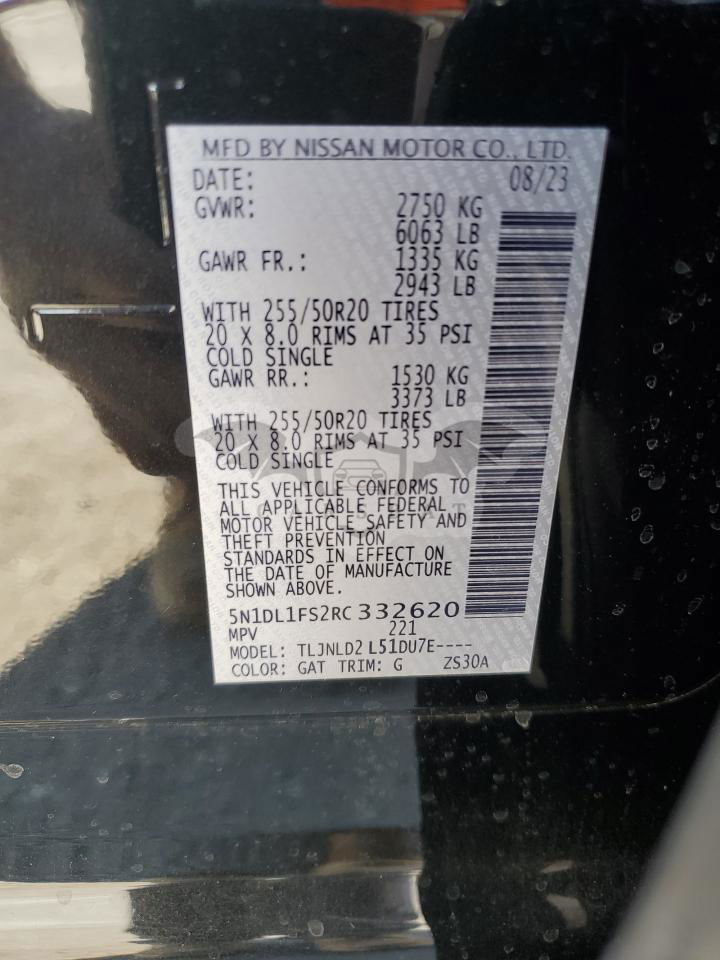 MFD BY NISSAN MOTOR CO., LTD.
DATE: 08/23
GVWR: 2750 KG
6063 LB
GAWR FR.: 1335 KG
2943 LB
WITH 255/50R20 TIRES
20 X 8.0 RIMS AT 35 PSI
COLD SINGLE
GAWR RR.: 1530 KG
3373 LB
WITH 255/50R20 TIRES
20 X 8.0 RIMS AT 35 PSI
COLD SINGLE
THIS VEHICLE CONFORMS TO
ALL APPLICABLE FEDERAL
MOTOR VEHICLE SAFETY AND
THEFT PREVENTION
STANDARDS IN EFFECT ON
THE DATE OF MANUFACTURE
SHOWN ABOVE.
5N1DL1FS2RC 332620
MPV 221
MODEL: TLJNLD2 L51DU7E----
COLOR: GAT TRIM: G ZS30A